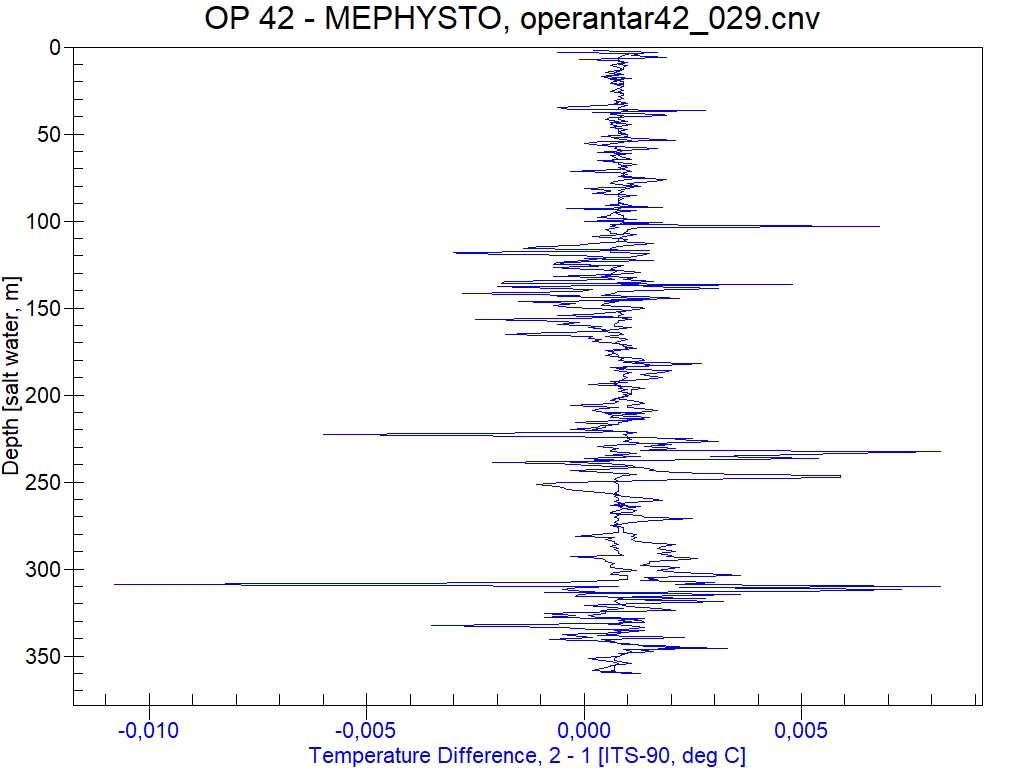 OP 42 - MEPHYSTO, operantar42_029.cnv
0
50
100
150
200
250
300
350
Depth [salt water, m]
-0,010 -0,005 0,000 0,005
Temperature Difference, 2 - 1 [ITS-90, deg C]